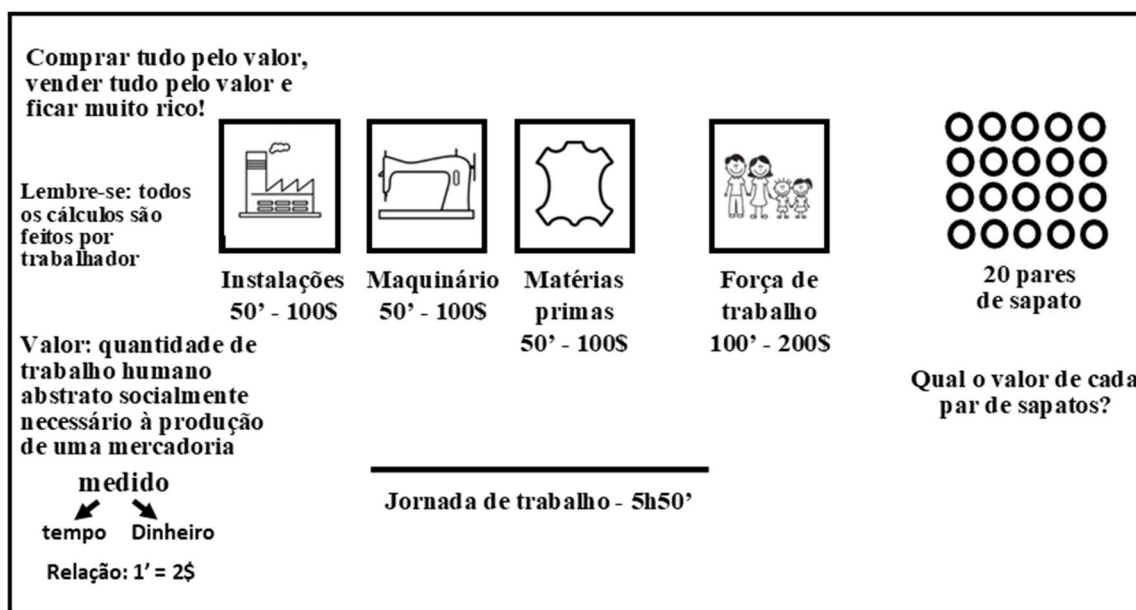 Comprar tudo pelo valor,
vender tudo pelo valor e
ficar muito rico!
Lembre-se: todos
os cálculos são
feitos por
trabalhador
Instalações
50’ - 100$
Maquinário
50’ - 100$
Matérias
primas
50’ - 100$
Força de
trabalho
100’ - 200$
20 pares
de sapato
Valor: quantidade de
trabalho humano
abstrato socialmente
necessário à produção
de uma mercadoria
medido
tempo Dinheiro
Relação: 1’ = 2$
Jornada de trabalho - 5h50’
Qual o valor de cada
par de sapatos?